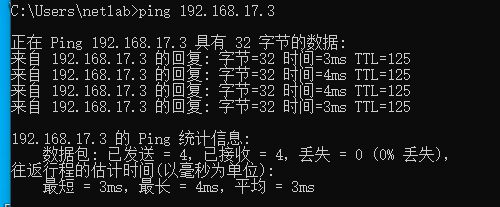 C:\Users\netlab>ping 192.168.17.3
正在 Ping 192.168.17.3 具有 32 字节的数据:
来自 192.168.17.3 的回复: 字节=32 时间=3ms TTL=125
来自 192.168.17.3 的回复: 字节=32 时间=4ms TTL=125
来自 192.168.17.3 的回复: 字节=32 时间=4ms TTL=125
来自 192.168.17.3 的回复: 字节=32 时间=3ms TTL=125
192.168.17.3 的 Ping 统计信息:
数据包: 已发送 = 4，已接收 = 4，丢失 = 0 (0% 丢失)，
往返行程的估计时间(以毫秒为单位):
最短 = 3ms，最长 = 4ms，平均 = 3ms